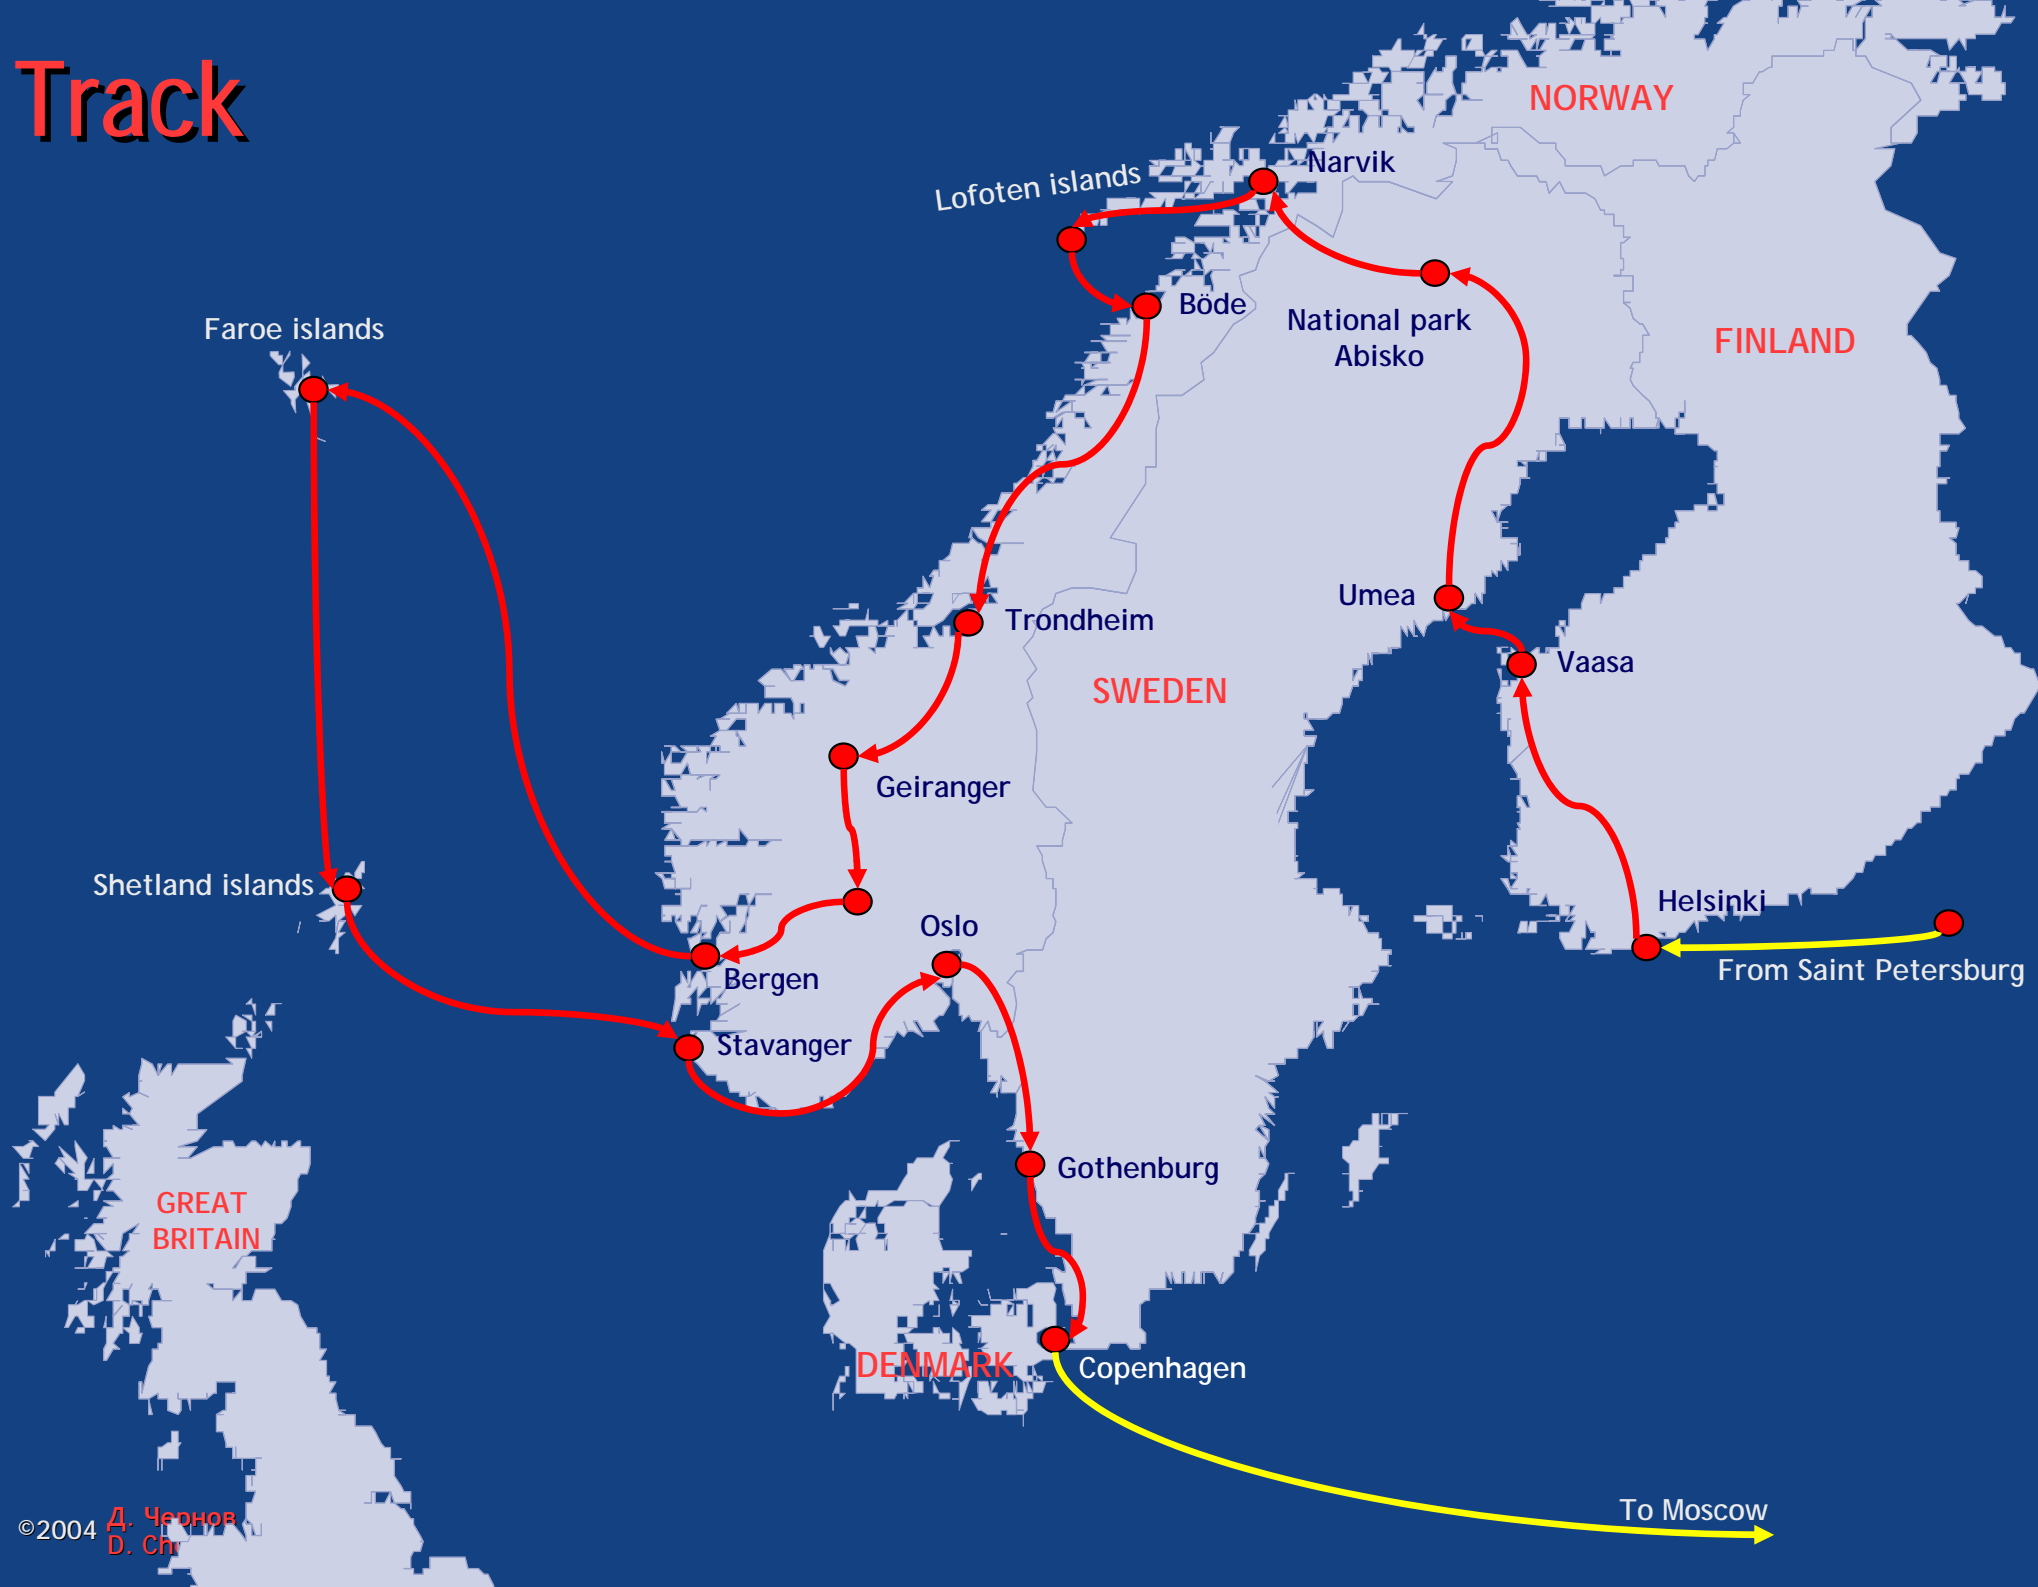 Track
NORWAY
Narvik
Lofoten islands
Böde
National park
Abisko
FINLAND
Faroe islands
Umea
Trondheim
Vaasa
SWEDEN
Geiranger
Shetland islands
Helsinki
Oslo
From Saint Petersburg
Bergen
Stavanger
Gothenburg
GREAT
BRITAIN
DENMARK
Copenhagen
To Moscow
©2004
Д. Чернов
D.